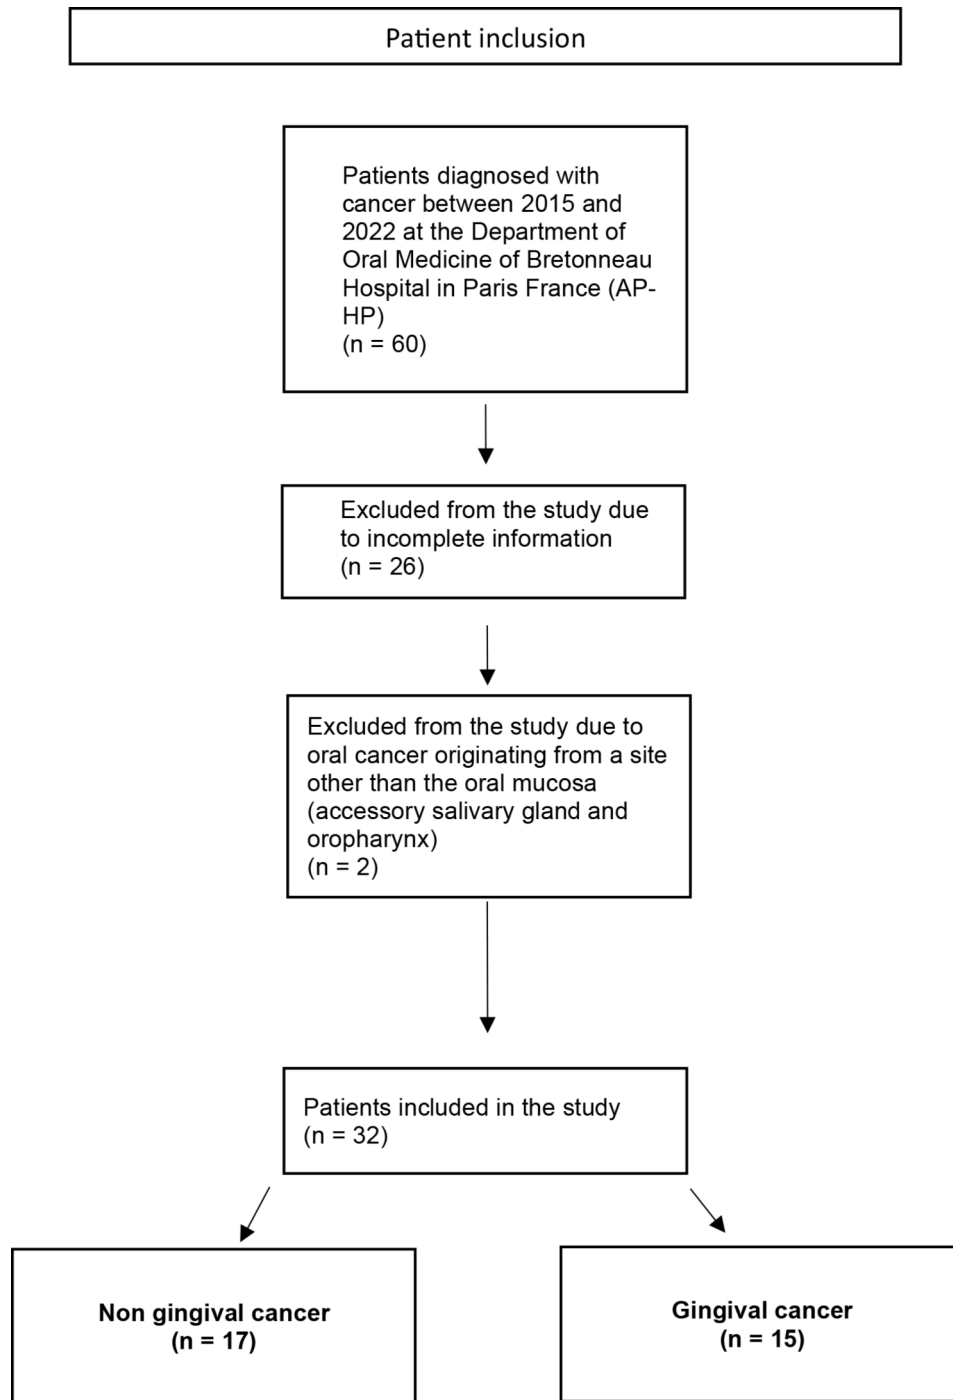 Patient inclusion
Patients diagnosed with
cancer between 2015 and
2022 at the Department of
Oral Medicine of Bretonneau
Hospital in Paris France (AP-
HP)
(n = 60)
Excluded from the study due
to incomplete information
(n = 26)
Excluded from the study due to
oral cancer originating from a site
other than the oral mucosa
(accessory salivary gland and
oropharynx)
(n = 2)
Patients included in the study
(n = 32)
Non gingival cancer
(n = 17)
Gingival cancer
(n = 15)